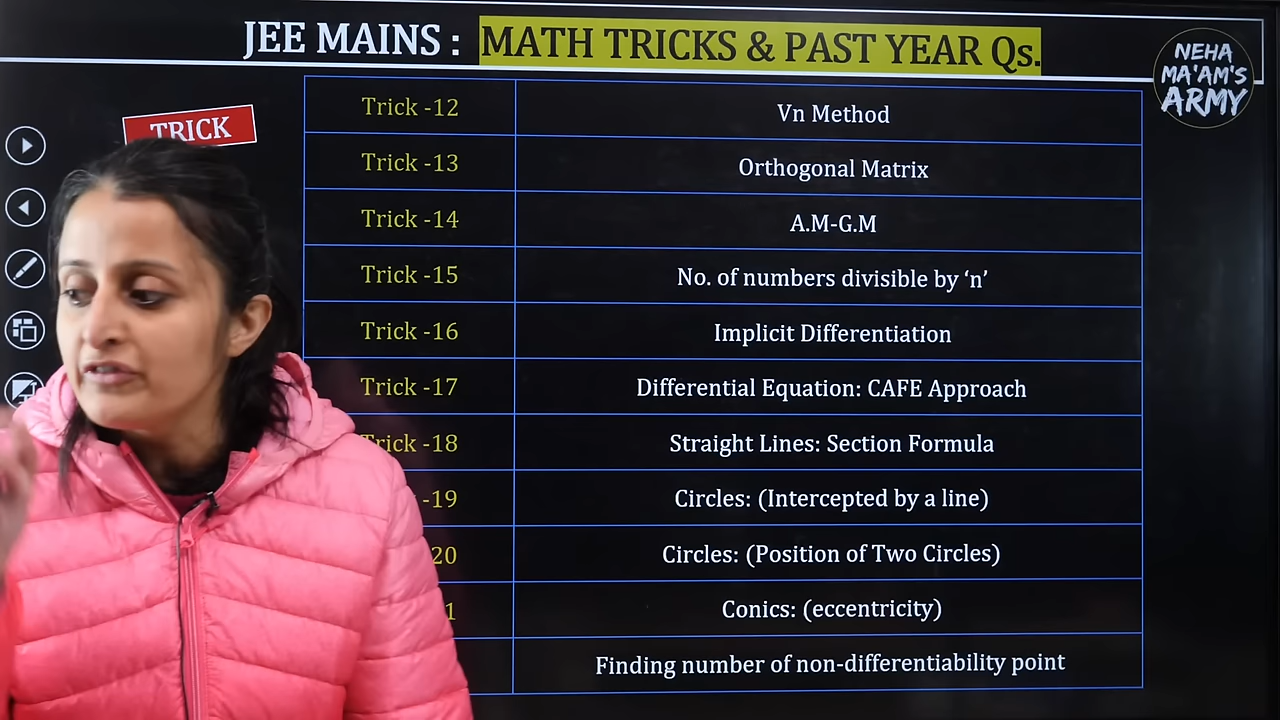 JEE MAINS : MATH TRICKS & PAST YEAR Qs.
NEHA
MA'AM'S
ARMY
TRICK
Trick -12 Vn Method
Trick -13 Orthogonal Matrix
Trick -14 A.M-G.M
Trick -15 No. of numbers divisible by ‘n’
Trick -16 Implicit Differentiation
Trick -17 Differential Equation: CAFE Approach
Trick -18 Straight Lines: Section Formula
-19 Circles: (Intercepted by a line)
20 Circles: (Position of Two Circles)
1 Conics: (eccentricity)
Finding number of non-differentiability point